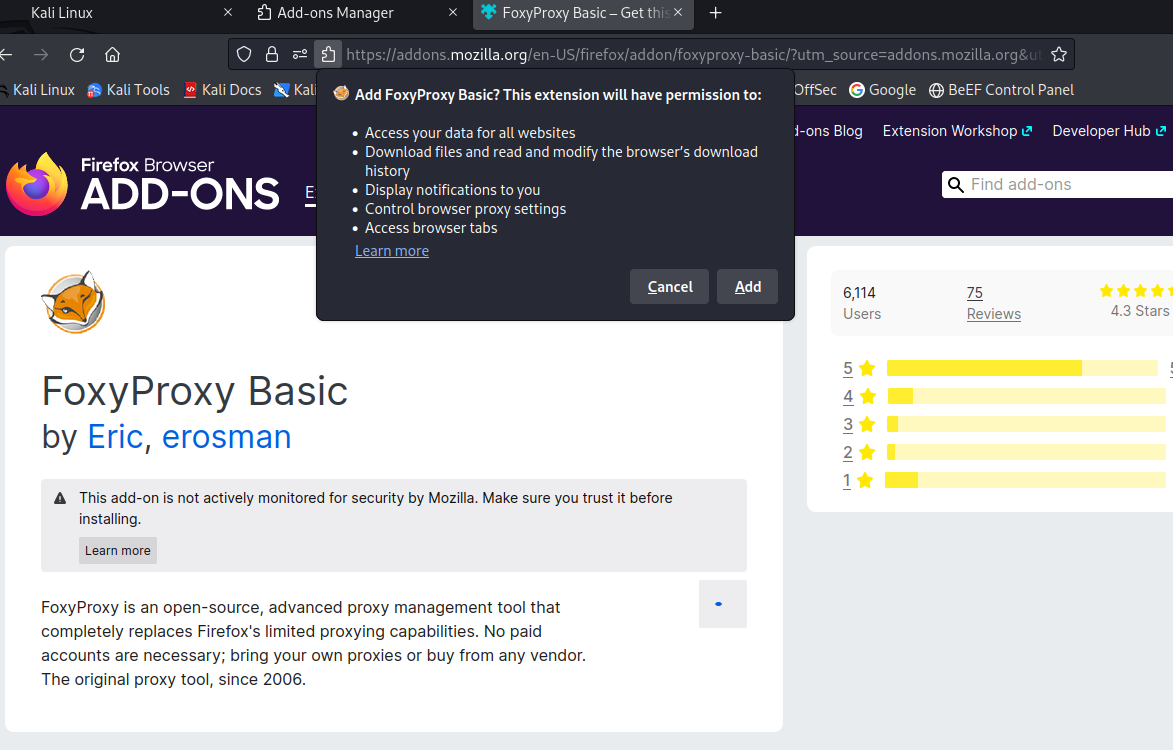 Kali Linux
Add-ons Manager
FoxyProxy Basic – Get this
https://addons.mozilla.org/en-US/firefox/addon/foxyproxy-basic/?utm_source=addons.mozilla.org&ut
Kali Linux Kali Tools Kali Docs Kali OffSec Google BeEF Control Panel
Add FoxyProxy Basic? This extension will have permission to:
• Access your data for all websites
• Download files and read and modify the browser’s download
history
• Display notifications to you
• Control browser proxy settings
• Access browser tabs
Learn more
Cancel Add
d-ons Blog Extension Workshop Developer Hub
Firefox Browser
ADD-ONS
Find add-ons
FoxyProxy Basic
by Eric, erosman
This add-on is not actively monitored for security by Mozilla. Make sure you trust it before
installing.
Learn more
FoxyProxy is an open-source, advanced proxy management tool that
completely replaces Firefox's limited proxying capabilities. No paid
accounts are necessary; bring your own proxies or buy from any vendor.
The original proxy tool, since 2006.
6,114
Users
75
Reviews
4.3 Stars
5
4
3
2
1